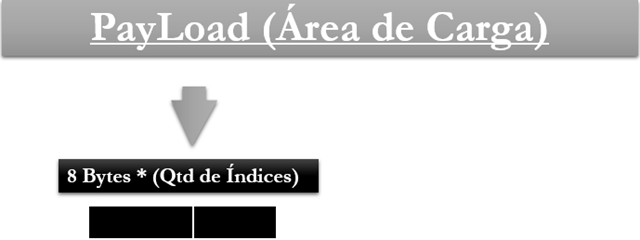 PayLoad (Área de Carga)
8 Bytes * (Qtd de Índices)